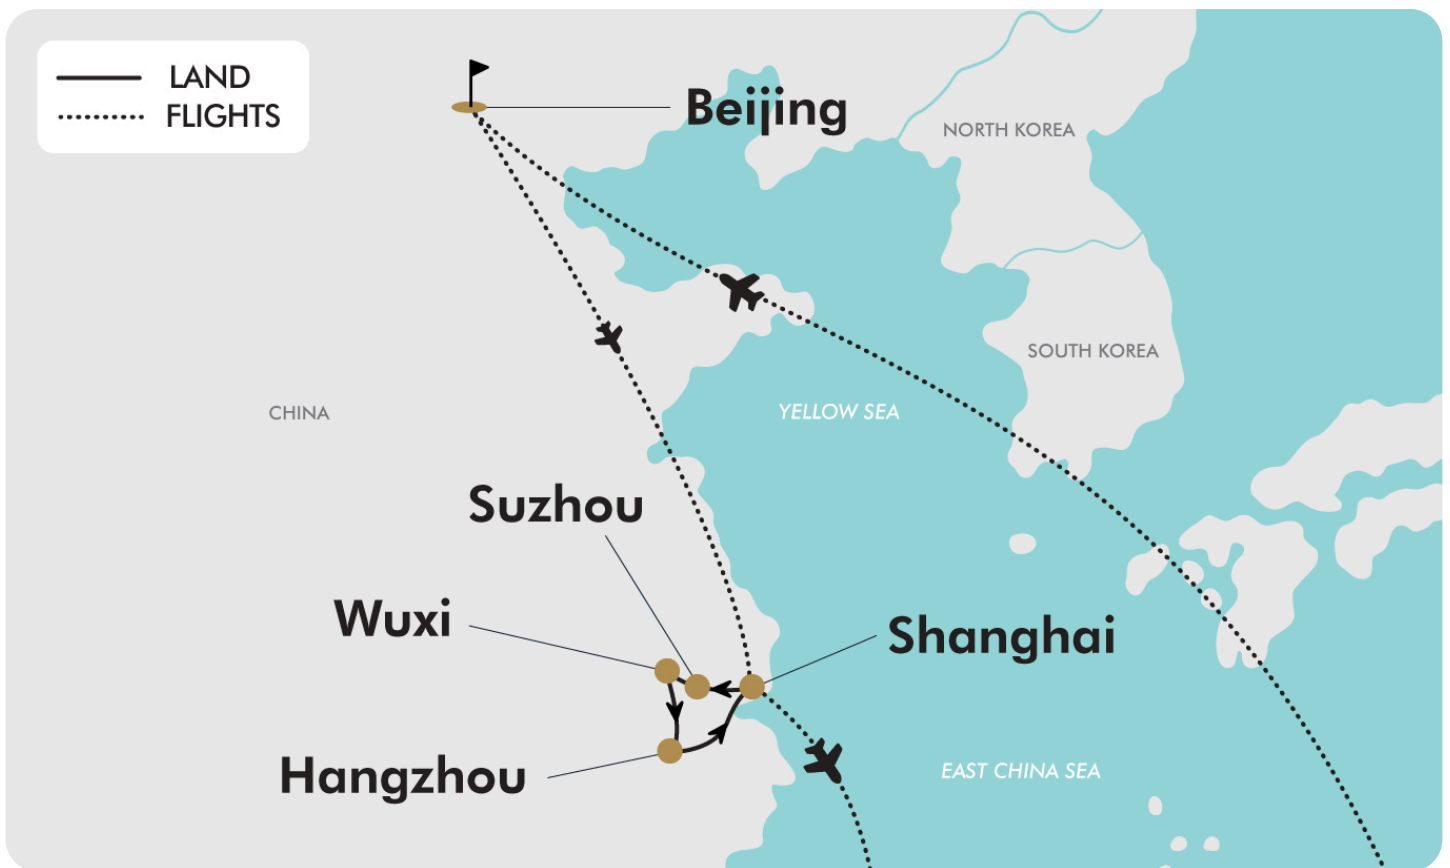 LAND
FLIGHTS
Beijing
NORTH KOREA
SOUTH KOREA
CHINA
YELLOW SEA
Suzhou
Wuxi
Shanghai
Hangzhou
EAST CHINA SEA